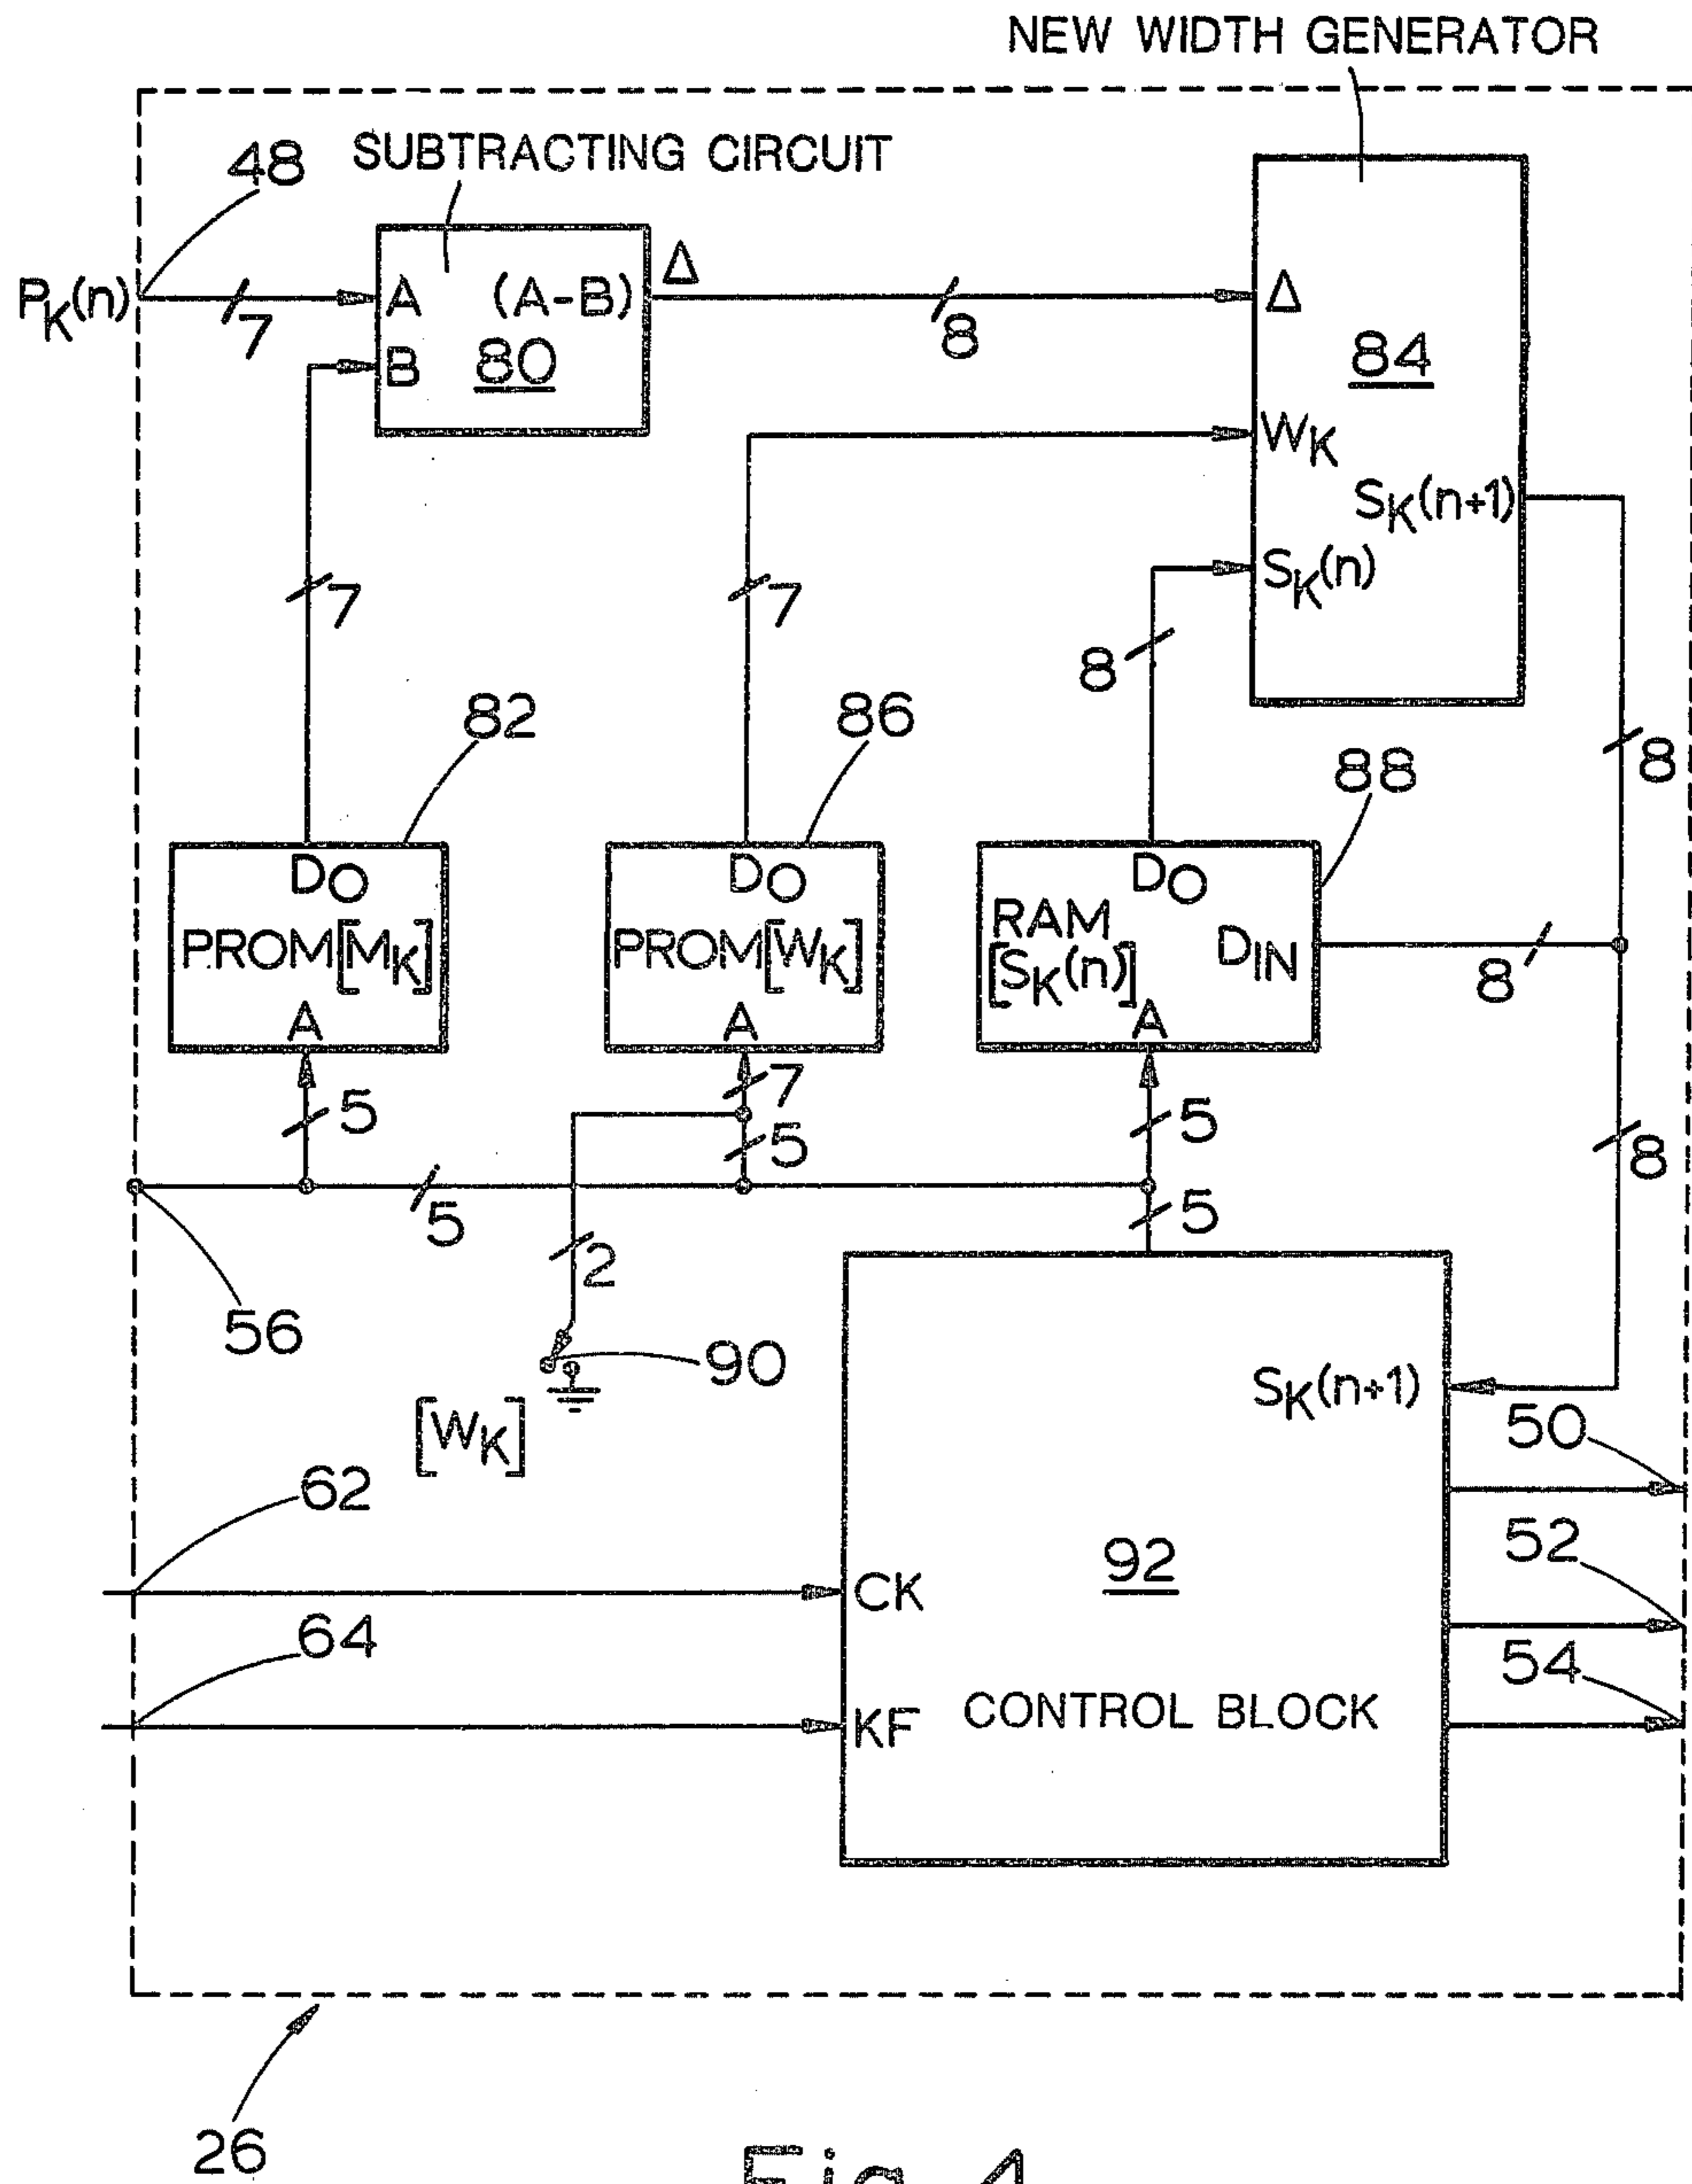 NEW WIDTH GENERATOR
48
SUBTRACTING CIRCUIT
PK(n)
7
A (A-B)
B
80
Δ
8
Δ
84
WK
SK(n+1)
SK(n)
7
7
8
8
82
86
88
DO
PROM[MK]
A
DO
PROM[WK]
A
DO
RAM
[SK(n)]
DIN
A
8
5
7
5
5
8
5
5
2
56
90
[WK]
SK(n+1)
50
62
52
CK
92
64
54
KF
CONTROL BLOCK
26
Fig. 4